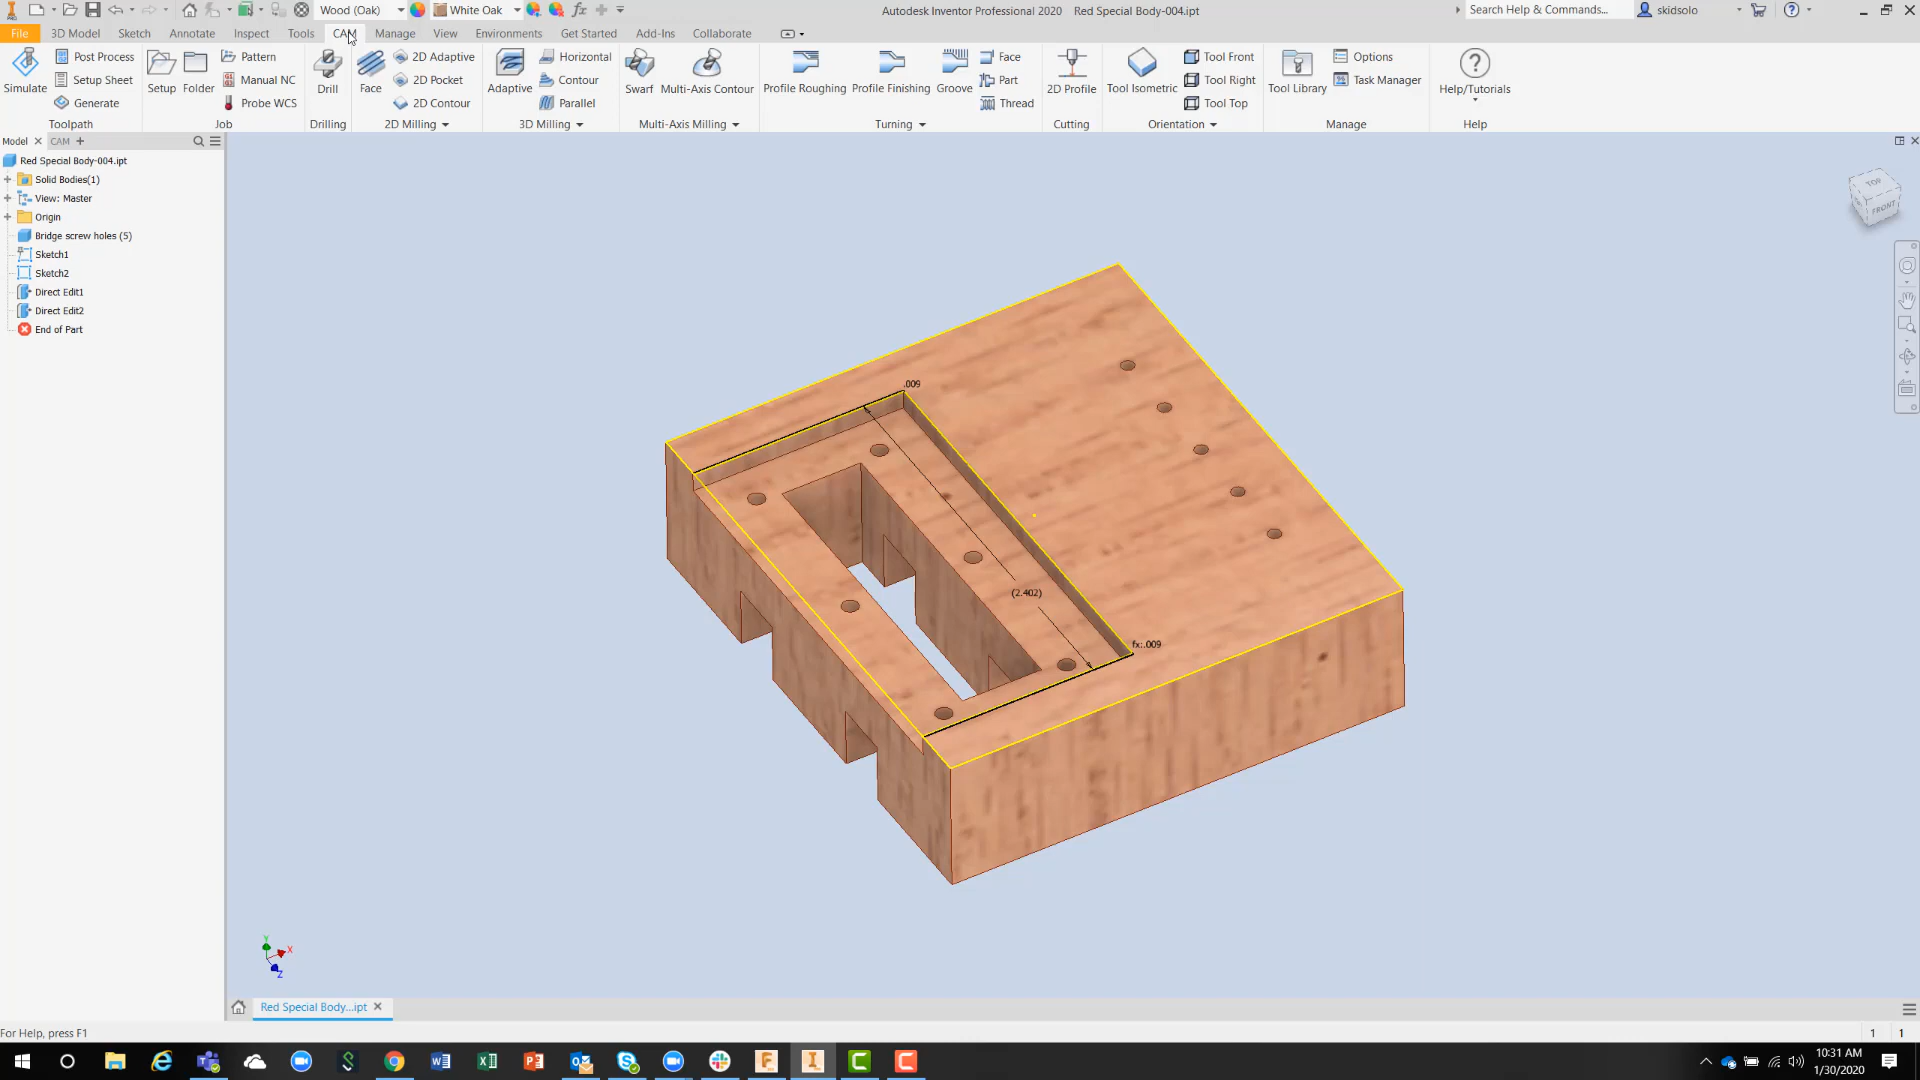 Wood (Oak) White Oak fx
Autodesk Inventor Professional 2020 Red Special Body-004.ipt
Search Help & Commands... skidsolo
File 3D Model Sketch Annotate Inspect Tools CAM Manage View Environments Get Started Add-Ins Collaborate
Simulate Post Process Setup Sheet Generate
Toolpath
Setup Folder Pattern Manual NC Probe WCS
Job
Drill
Drilling
Face 2D Adaptive 2D Pocket 2D Contour
2D Milling
Adaptive Horizontal Contour Parallel
3D Milling
Swarf Multi-Axis Contour
Multi-Axis Milling
Profile Roughing Profile Finishing Groove Face Part Thread
Turning
2D Profile
Cutting
Tool Isometric Tool Front Tool Right Tool Top
Orientation
Tool Library Options Task Manager
Manage
Help/Tutorials
Help
Model CAM
Red Special Body-004.ipt
Solid Bodies(1)
View: Master
Origin
Bridge screw holes (5)
Sketch1
Sketch2
Direct Edit1
Direct Edit2
End of Part
TOP
FRONT
.009
(2.402)
fx:.009
Y
X
Z
Red Special Body...ipt
For Help, press F1
1 1
10:31 AM
1/30/2020